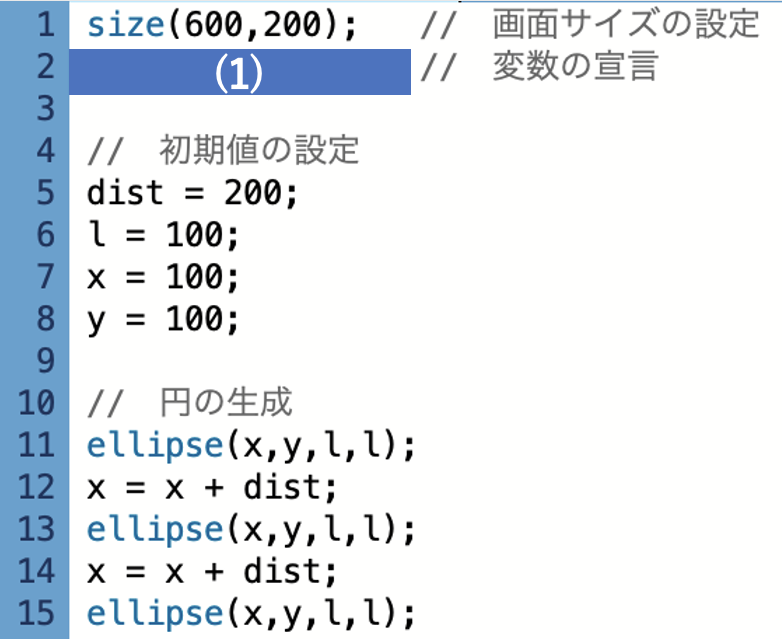 1 size(600,200);   //  画面サイズの設定
2 (1) //  変数の宣言
3
4 //  初期値の設定
5 dist = 200;
6 l = 100;
7 x = 100;
8 y = 100;
9
10 //  円の生成
11 ellipse(x,y,l,l);
12 x = x + dist;
13 ellipse(x,y,l,l);
14 x = x + dist;
15 ellipse(x,y,l,l);